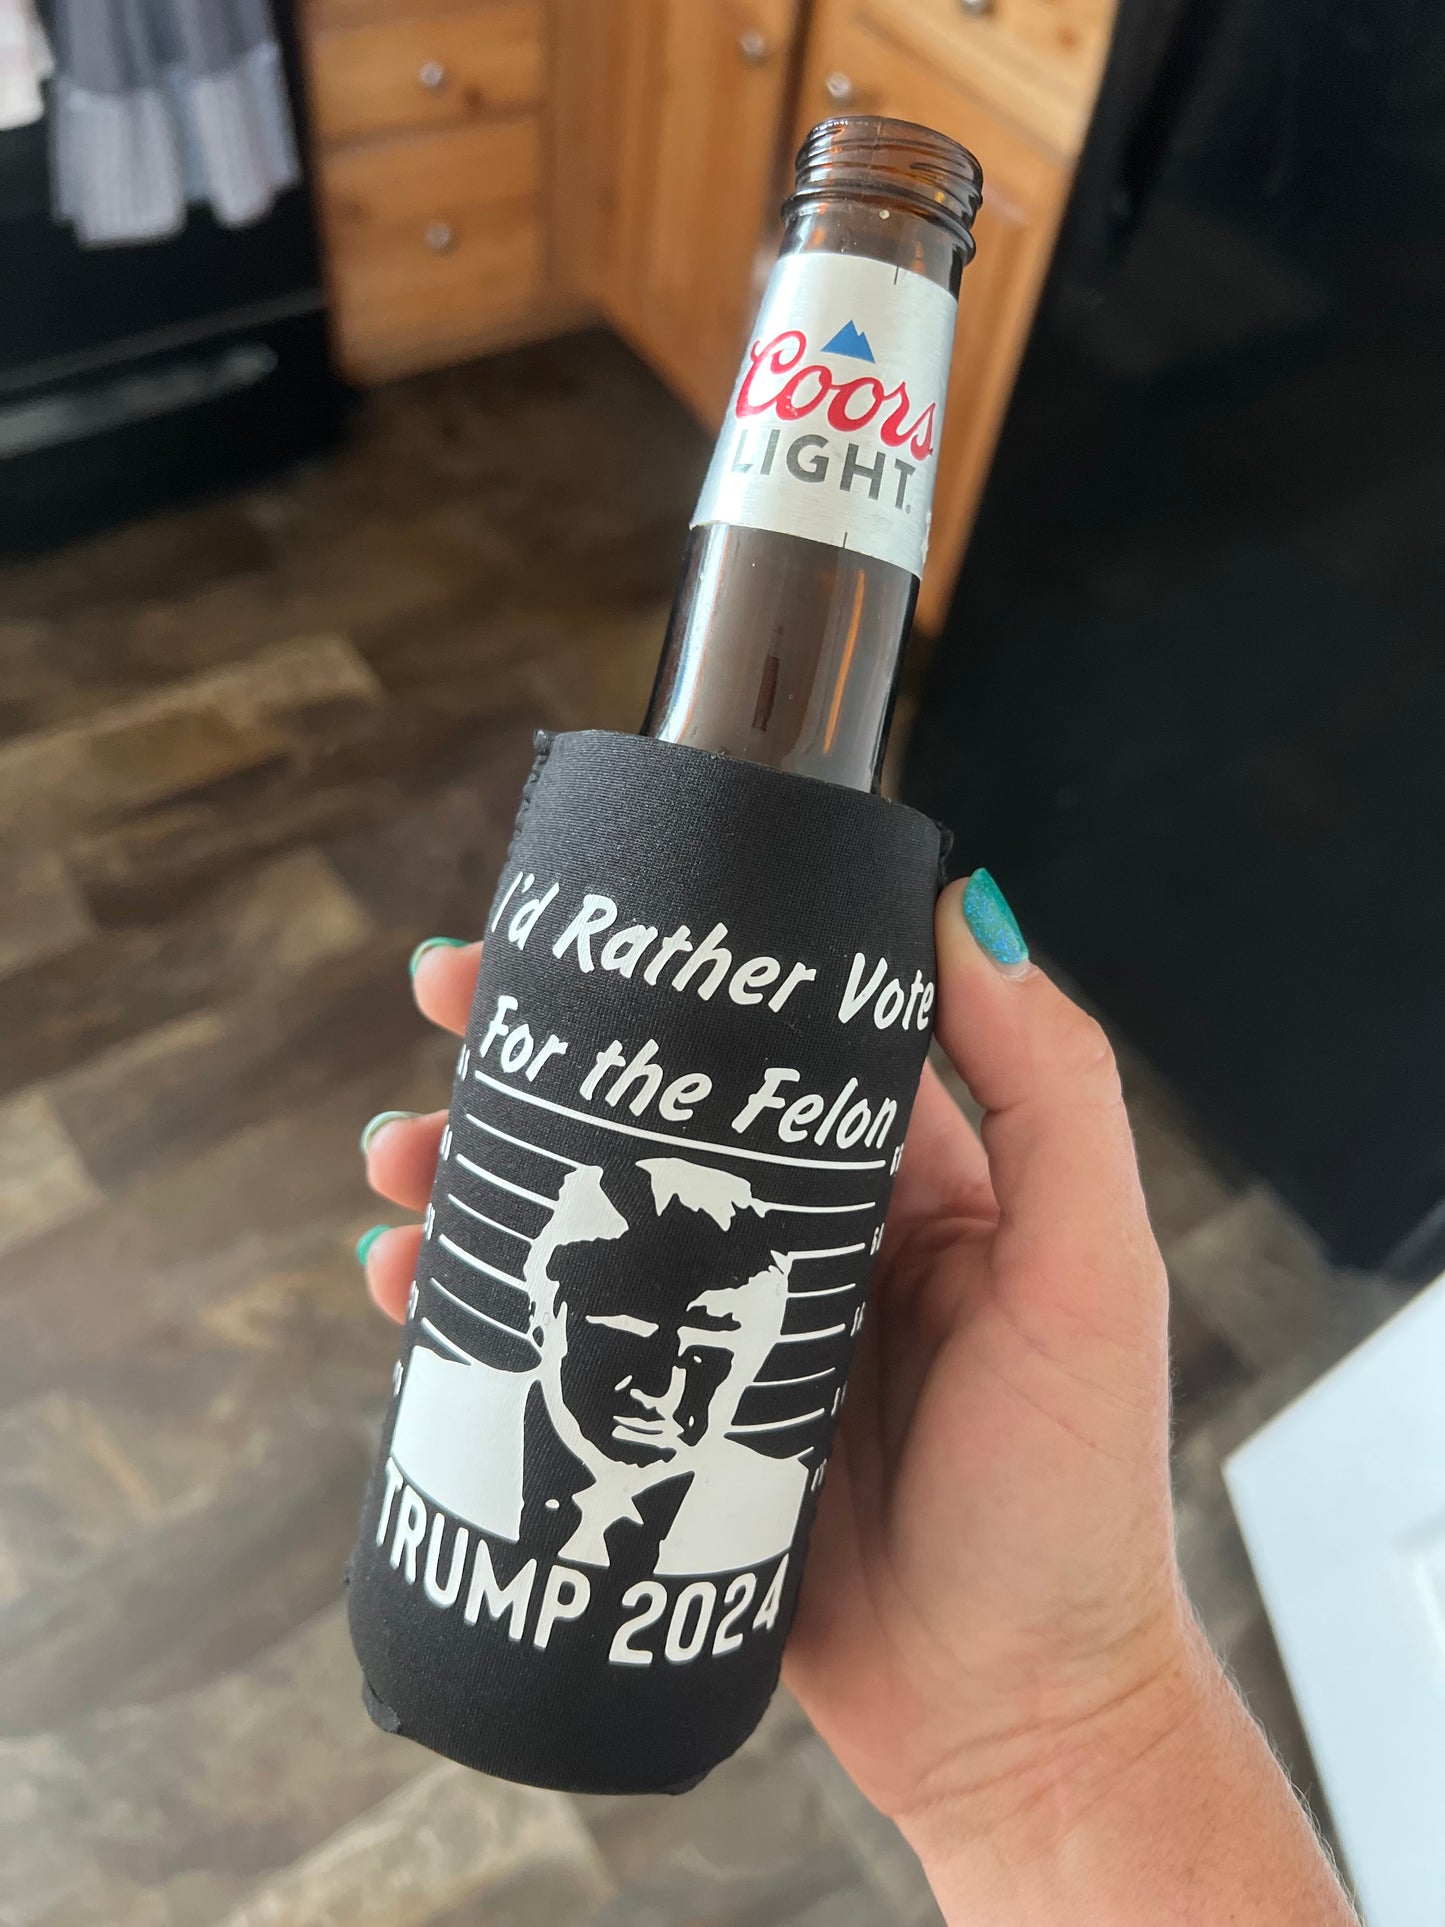 Coors
LIGHT
I'd Rather Vote
For the Felon
TRUMP 2024